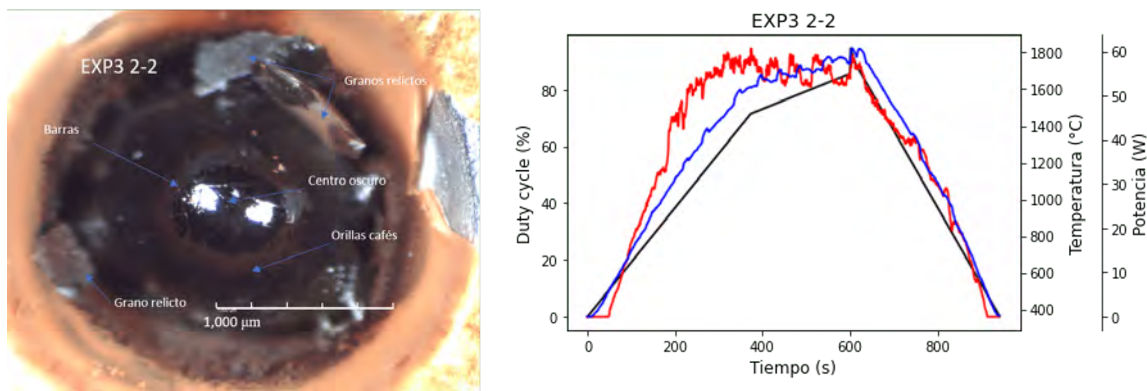 EXP3 2-2
Granos relictos
Barras
Centro oscuro
Orillas cafés
Grano relicto
1,000 μm
EXP3 2-2
Duty cycle (%)
80
60
40
20
0
0
200
400
600
800
Tiempo (s)
1800
1600
1400
1200
1000
800
600
400
Temperatura (°C)
60
50
40
30
20
10
0
Potencia (W)